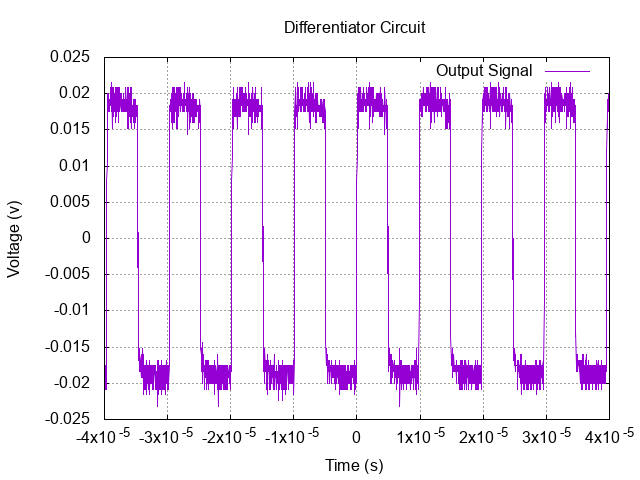 Differentiator Circuit
Output Signal
0.025
0.02
0.015
0.01
0.005
0
-0.005
-0.01
-0.015
-0.02
-0.025
Voltage (v)
-4x10^-5 -3x10^-5 -2x10^-5 -1x10^-5 0 1x10^-5 2x10^-5 3x10^-5 4x10^-5
Time (s)